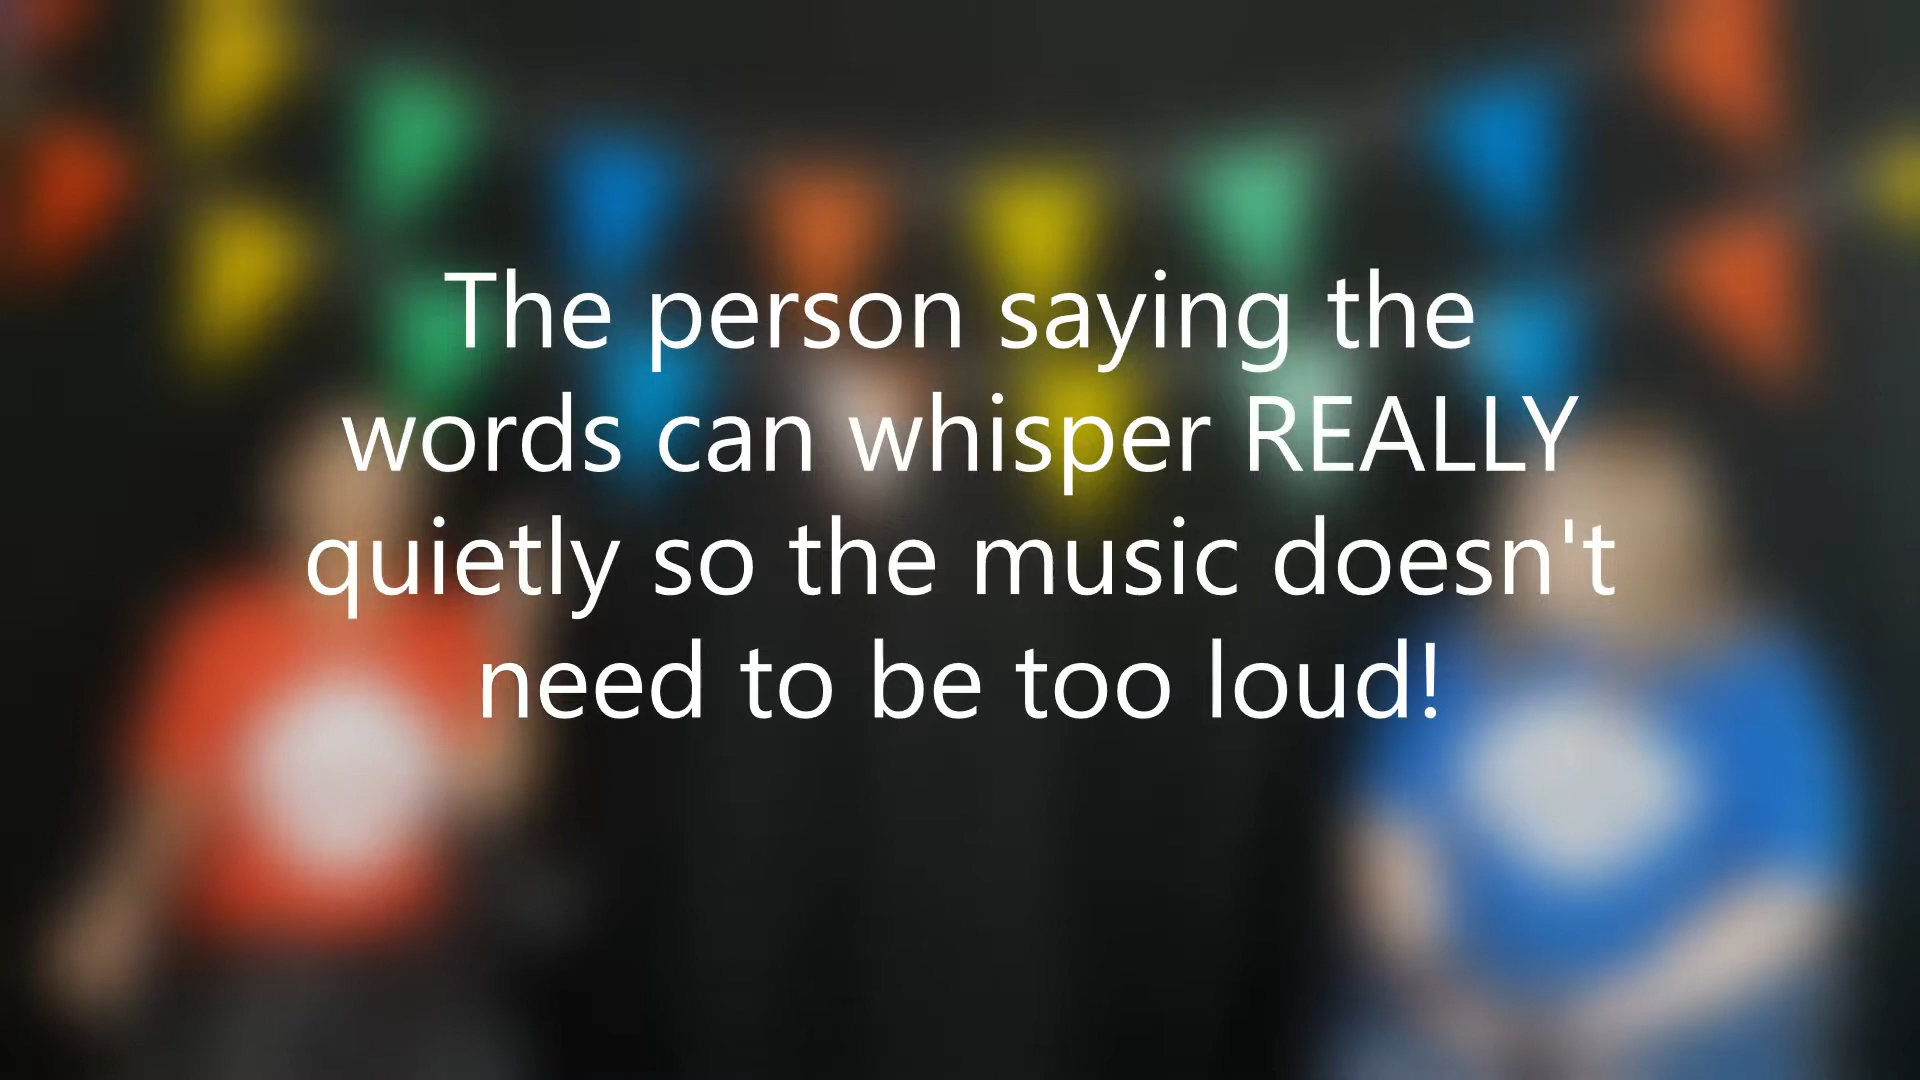 The person saying the
words can whisper REALLY
quietly so the music doesn't
need to be too loud!